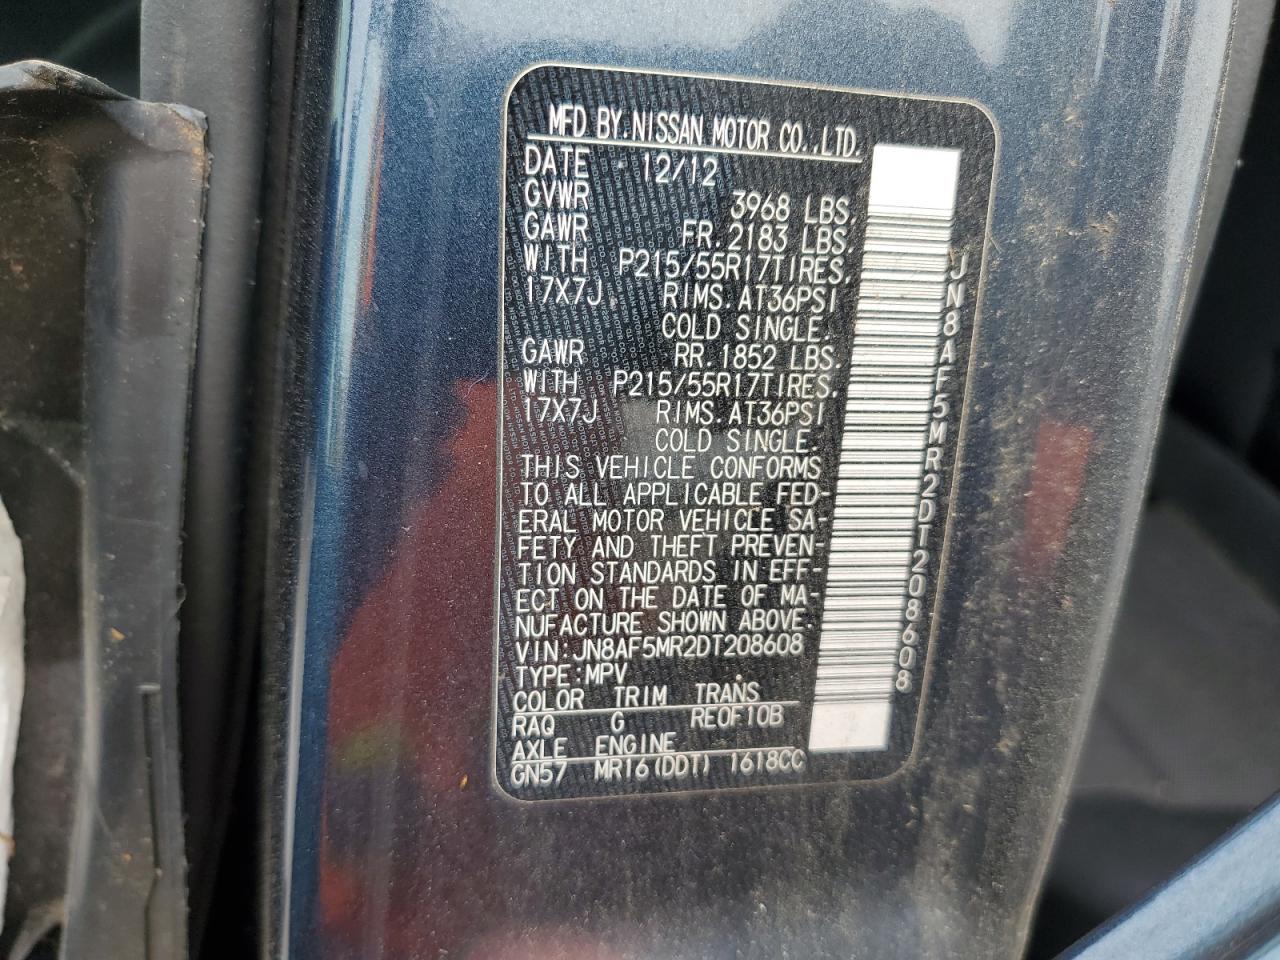 MFD BY.NISSAN MOTOR CO.,LTD.
DATE 12/12
GVWR 3968 LBS.
GAWR FR. 2183 LBS.
WITH P215/55R17TIRES.
17X7J RIMS. AT36PSI
COLD SINGLE.
GAWR RR. 1852 LBS.
WITH P215/55R17TIRES.
17X7J RIMS. AT36PSI
COLD SINGLE.
THIS VEHICLE CONFORMS
TO ALL APPLICABLE FED-
ERAL MOTOR VEHICLE SA-
FETY AND THEFT PREVEN-
TION STANDARDS IN EFF-
ECT ON THE DATE OF MA-
NUFACTURE SHOWN ABOVE.
VIN:JN8AF5MR2DT208608
TYPE:MPV
COLOR TRIM TRANS
RAQ G RE0F10B
AXLE ENGINE
GN57 MR16(DDT) 1618CC
JN8AF5MR2DT208608